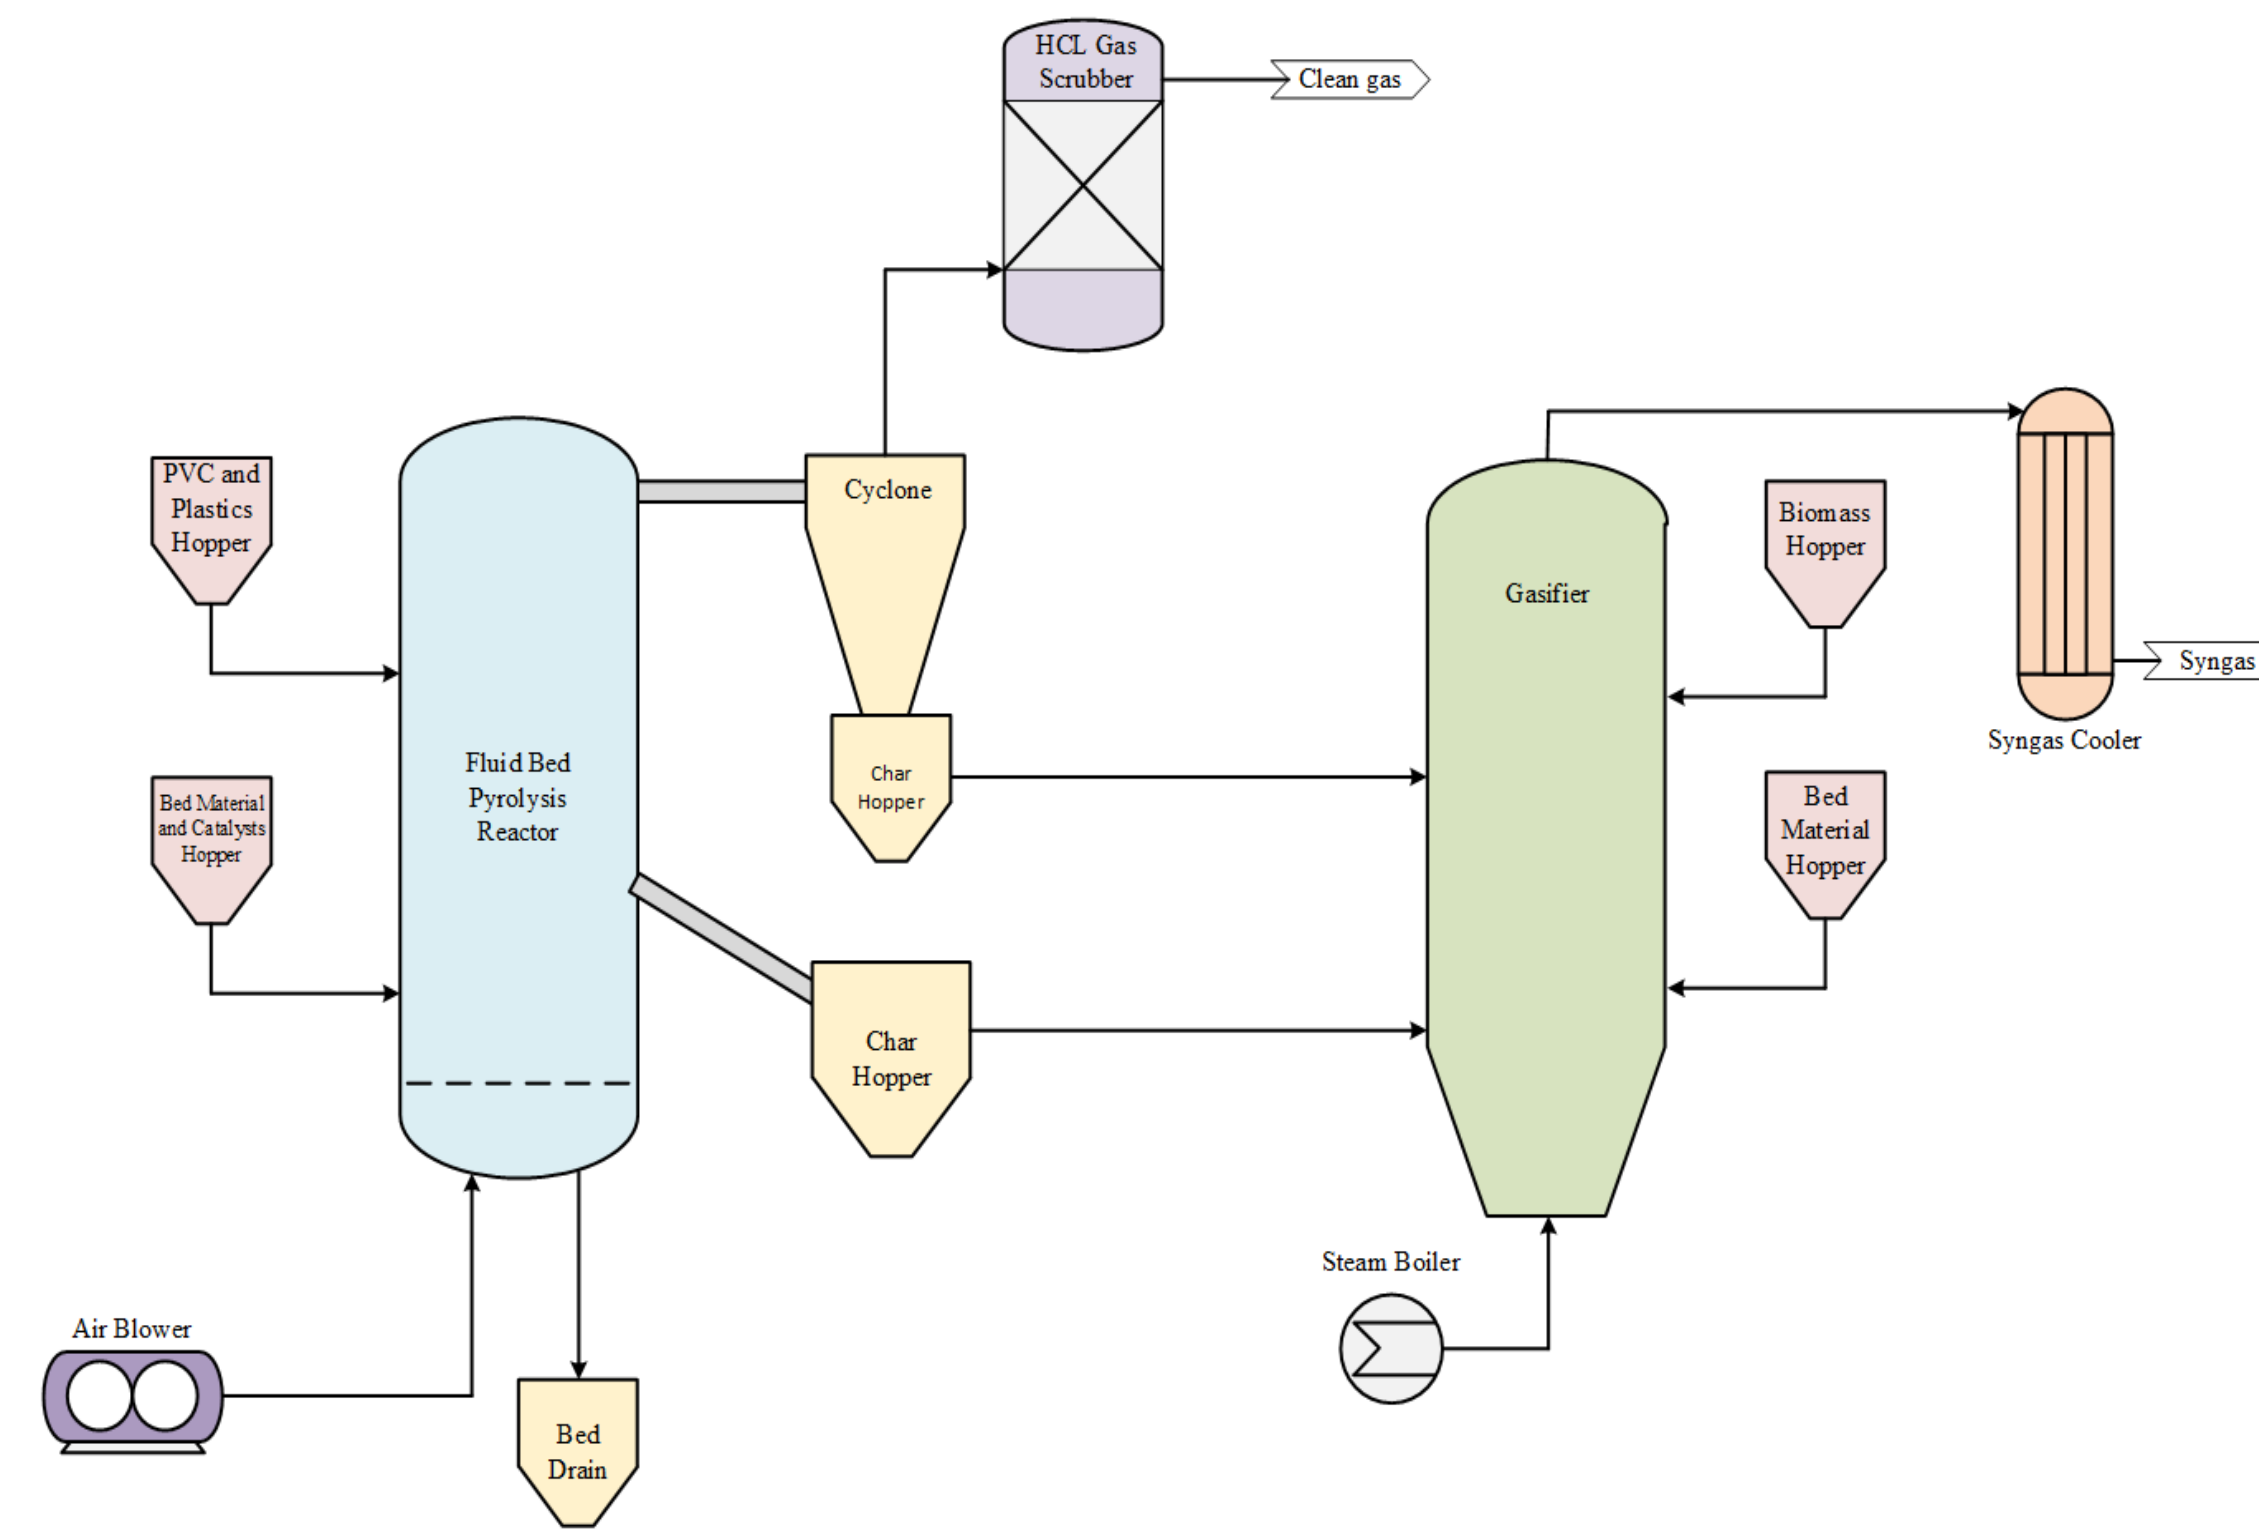 HCL Gas
Scrubber
Clean gas
PVC and
Plastics
Hopper
Cyclone
Biomass
Hopper
Gasifier
Syngas
Syngas Cooler
Fluid Bed
Pyrolysis
Reactor
Char
Hopper
Bed Material
and Catalysts
Hopper
Bed
Material
Hopper
Char
Hopper
Steam Boiler
Air Blower
Bed
Drain